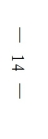 — 14 —